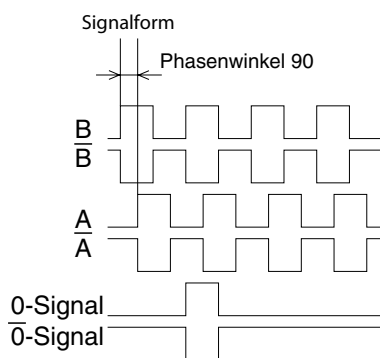 Signalform
Phasenwinkel 90
B
B̅
A
A̅
0-Signal
0̅-Signal